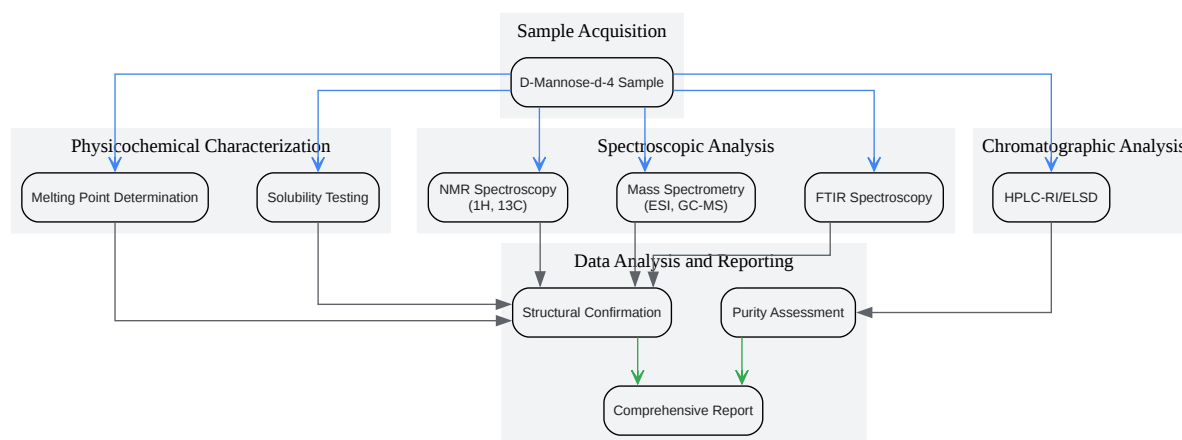 Sample Acquisition
D-Mannose-d-4 Sample
Physicochemical Characterization
Spectroscopic Analysis
Chromatographic Analysis
Melting Point Determination
Solubility Testing
NMR Spectroscopy
(1H, 13C)
Mass Spectrometry
(ESI, GC-MS)
FTIR Spectroscopy
HPLC-RI/ELSD
Data Analysis and Reporting
Structural Confirmation
Purity Assessment
Comprehensive Report